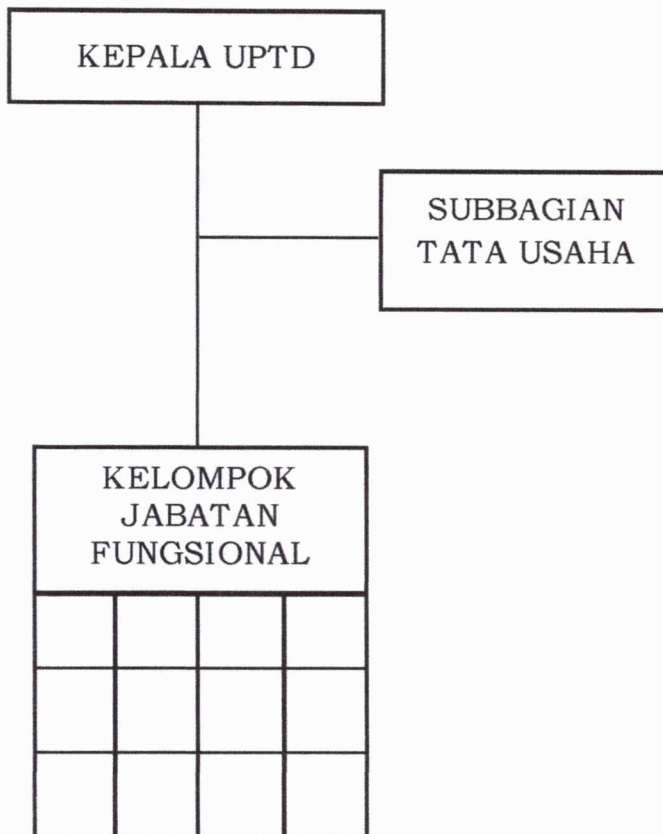 KEPALA UPTD
SUBBAGIAN
TATA USAHA
KELOMPOK
JABATAN
FUNGSIONAL